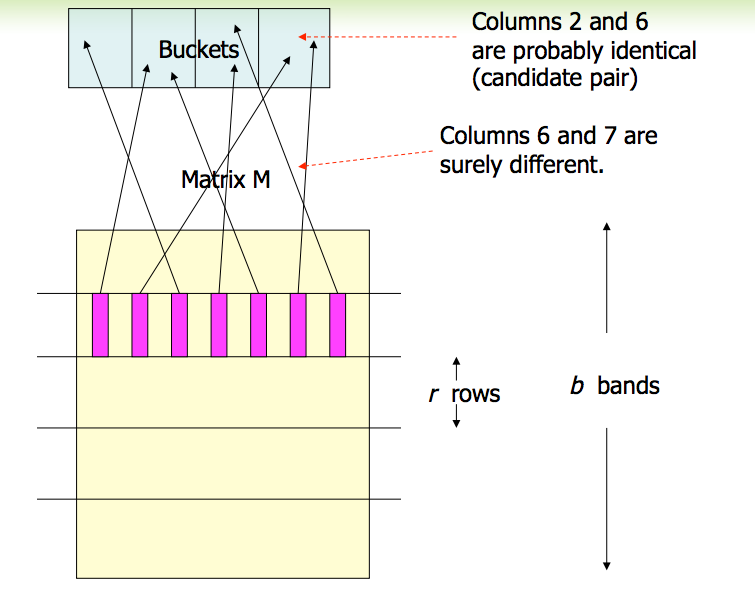 Columns 2 and 6
are probably identical
(candidate pair)
Buckets
Columns 6 and 7 are
surely different.
Matrix M
r rows
b bands